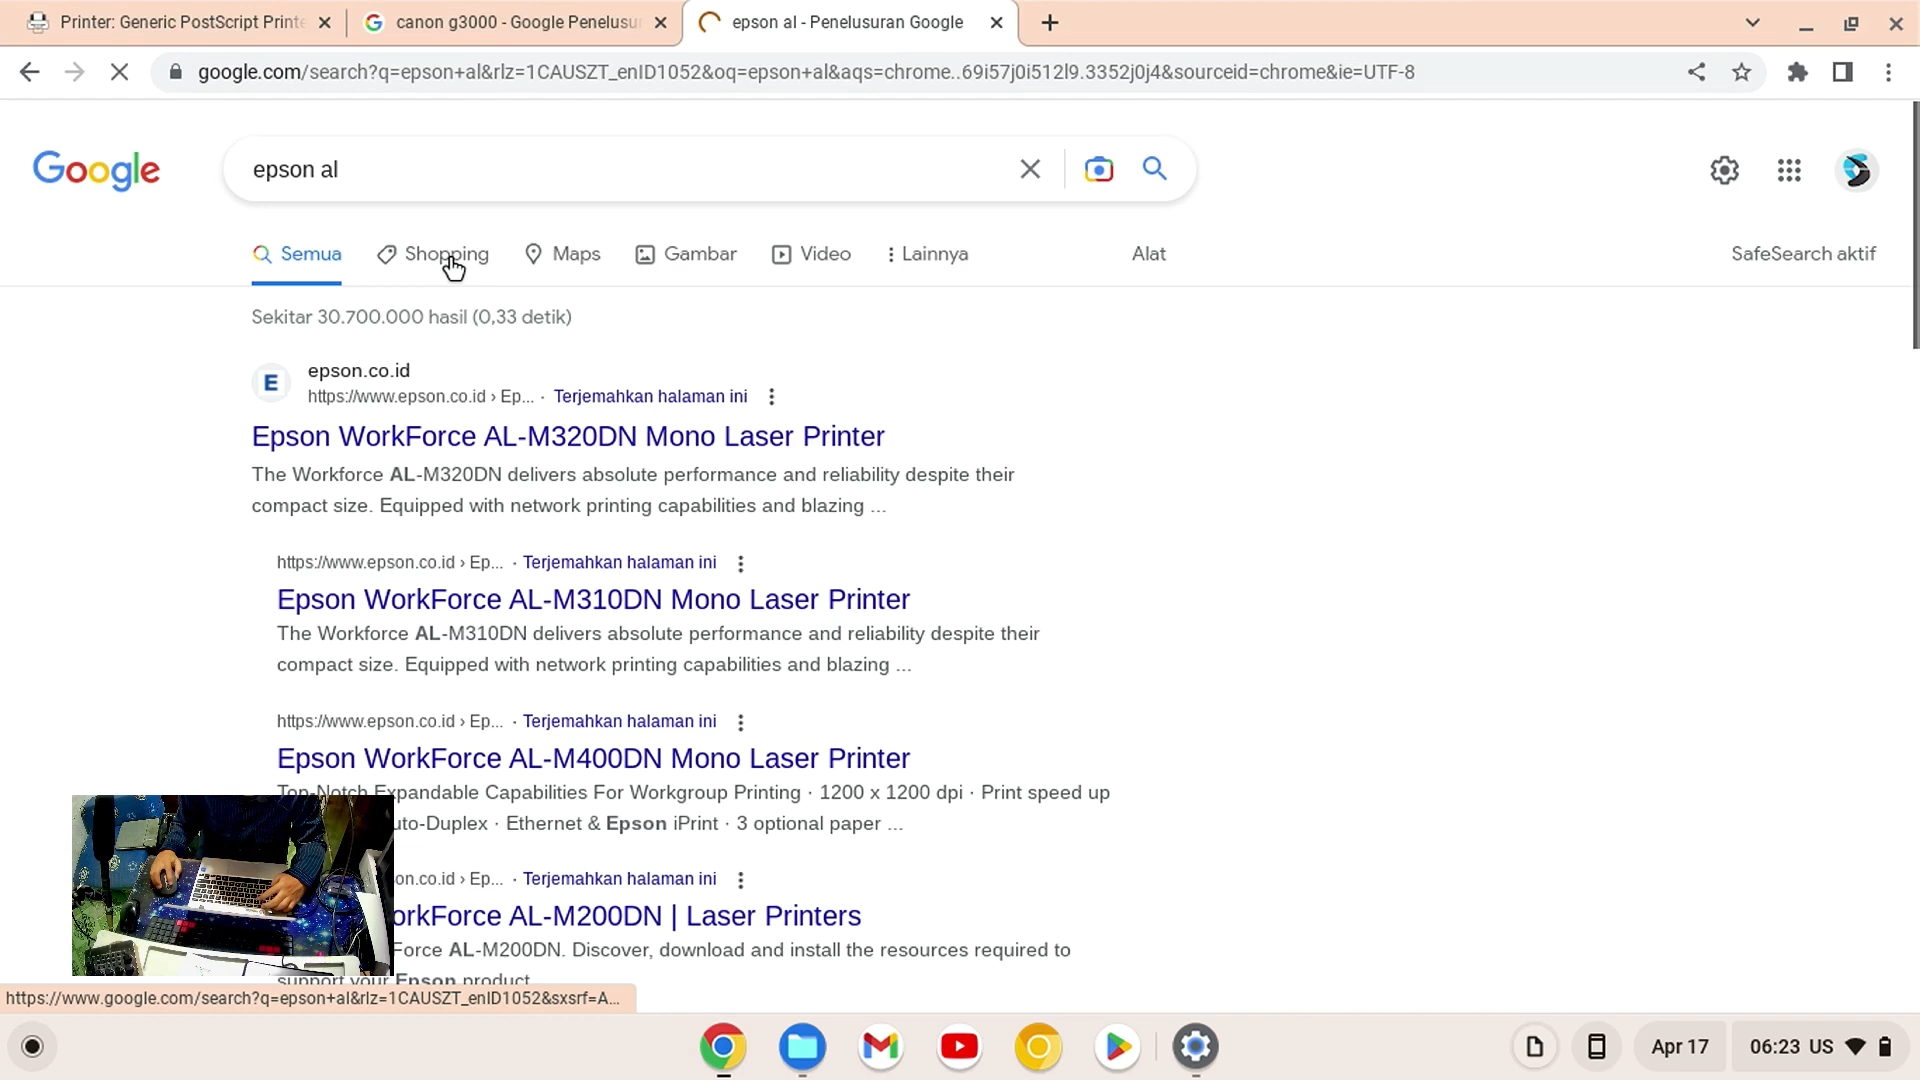 Printer: Generic PostScript Printe
canon g3000 - Google Penelusu
epson al - Penelusuran Google
google.com/search?q=epson+al&rlz=1CAUSZT_enID1052&oq=epson+al&aqs=chrome..69i57j0i512l9.3352j0j4&sourceid=chrome&ie=UTF-8
Google
epson al
Semua
Shopping
Maps
Gambar
Video
Lainnya
Alat
SafeSearch aktif
Sekitar 30.700.000 hasil (0,33 detik)
E
epson.co.id
https://www.epson.co.id › Ep... · Terjemahkan halaman ini
Epson WorkForce AL-M320DN Mono Laser Printer
The Workforce AL-M320DN delivers absolute performance and reliability despite their
compact size. Equipped with network printing capabilities and blazing ...
https://www.epson.co.id › Ep... · Terjemahkan halaman ini
Epson WorkForce AL-M310DN Mono Laser Printer
The Workforce AL-M310DN delivers absolute performance and reliability despite their
compact size. Equipped with network printing capabilities and blazing ...
https://www.epson.co.id › Ep... · Terjemahkan halaman ini
Epson WorkForce AL-M400DN Mono Laser Printer
Top-Notch Expandable Capabilities For Workgroup Printing · 1200 x 1200 dpi · Print speed up
uto-Duplex · Ethernet & Epson iPrint · 3 optional paper ...
on.co.id › Ep... · Terjemahkan halaman ini
orkForce AL-M200DN | Laser Printers
Force AL-M200DN. Discover, download and install the resources required to
support your Epson product
https://www.google.com/search?q=epson+al&rlz=1CAUSZT_enID1052&sxsrf=A...
Apr 17
06:23 US